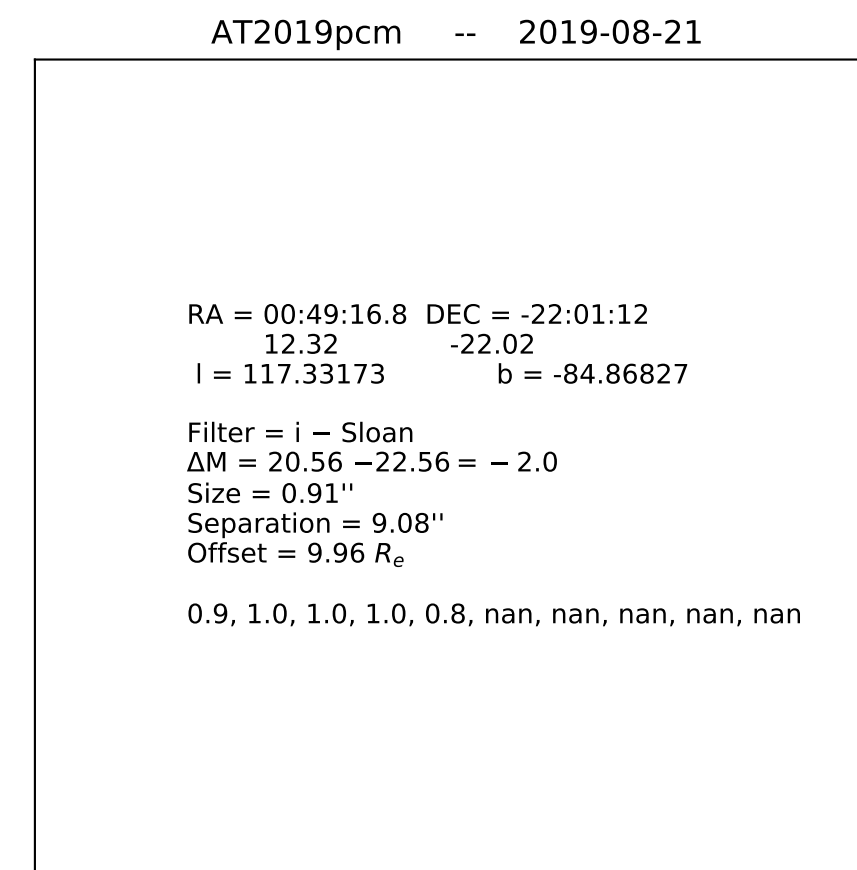 AT2019pcm -- 2019-08-21
RA = 00:49:16.8 DEC = -22:01:12
12.32 -22.02
l = 117.33173 b = -84.86827
Filter = i − Sloan
ΔM = 20.56 −22.56 = − 2.0
Size = 0.91''
Separation = 9.08''
Offset = 9.96 Re
0.9, 1.0, 1.0, 1.0, 0.8, nan, nan, nan, nan, nan